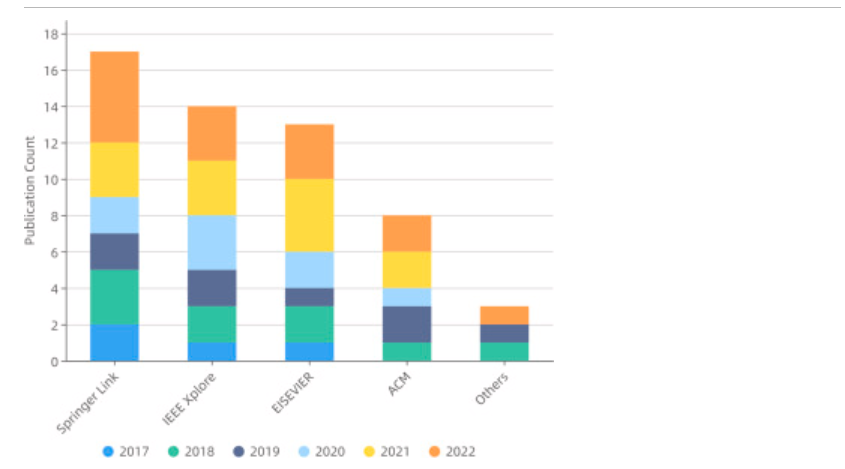 18
16
14
12
10
8
6
4
2
0
Publication Count
Springer Link
IEEE Xplore
EISEVIER
ACM
Others
2017 2018 2019 2020 2021 2022